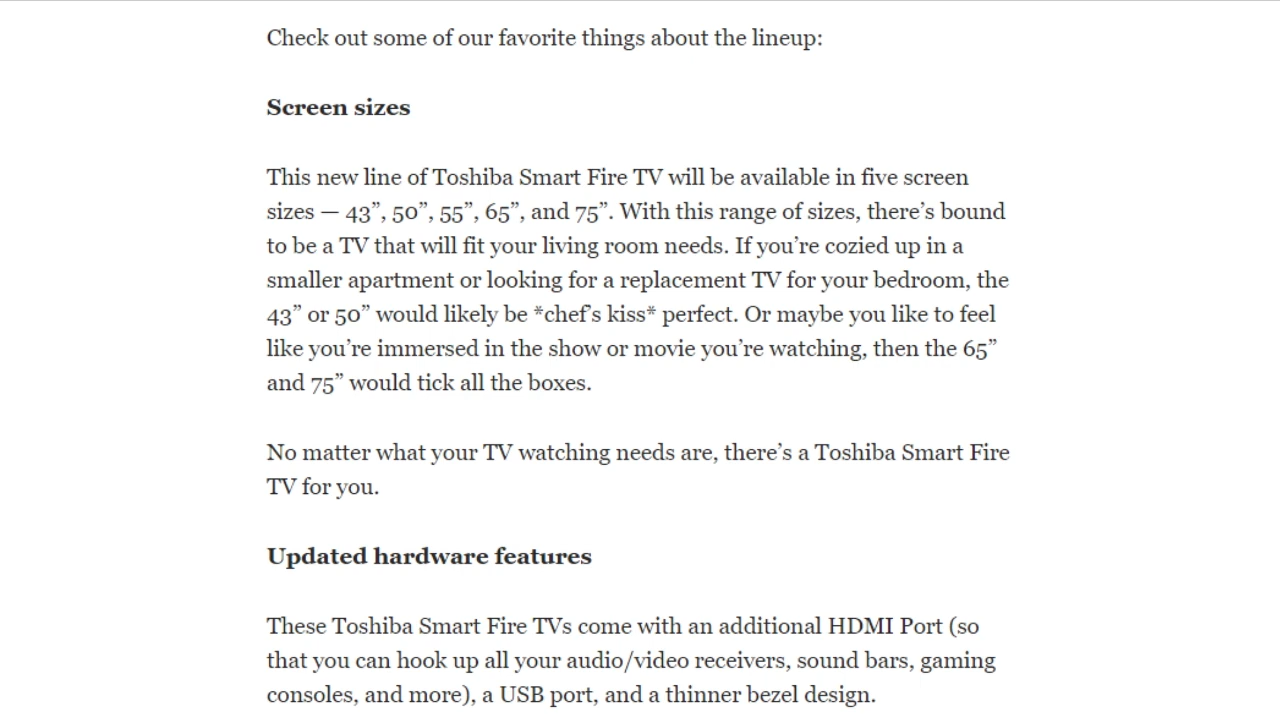 Check out some of our favorite things about the lineup:
Screen sizes
This new line of Toshiba Smart Fire TV will be available in five screen
sizes — 43”, 50”, 55”, 65”, and 75”. With this range of sizes, there’s bound
to be a TV that will fit your living room needs. If you’re cozied up in a
smaller apartment or looking for a replacement TV for your bedroom, the
43” or 50” would likely be *chef’s kiss* perfect. Or maybe you like to feel
like you’re immersed in the show or movie you’re watching, then the 65”
and 75” would tick all the boxes.
No matter what your TV watching needs are, there’s a Toshiba Smart Fire
TV for you.
Updated hardware features
These Toshiba Smart Fire TVs come with an additional HDMI Port (so
that you can hook up all your audio/video receivers, sound bars, gaming
consoles, and more), a USB port, and a thinner bezel design.